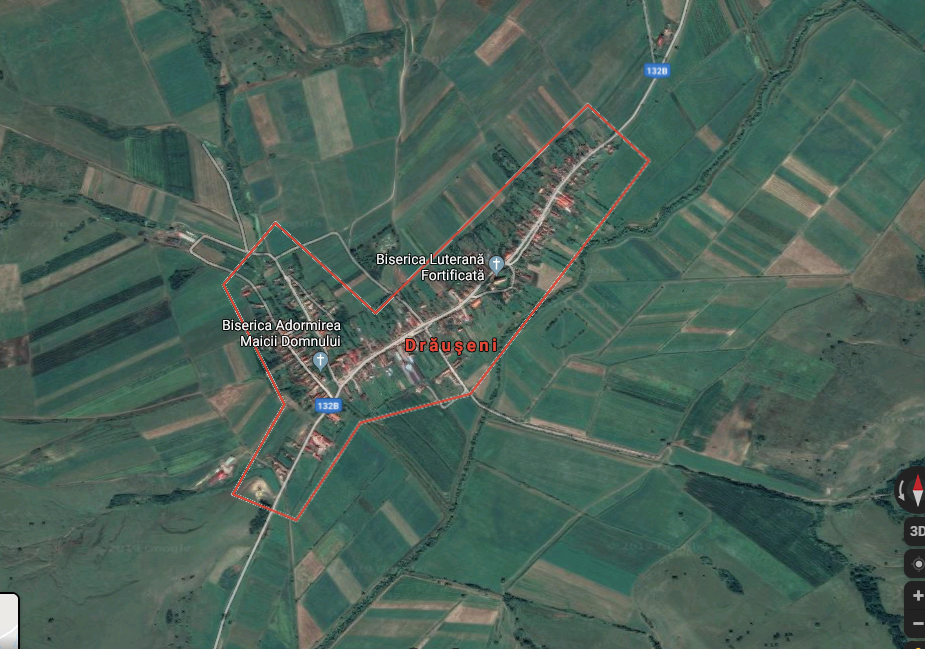 132B
Biserica Luterană
Fortificată
Biserica Adormirea
Maicii Domnului
Drăușeni
132B
3D